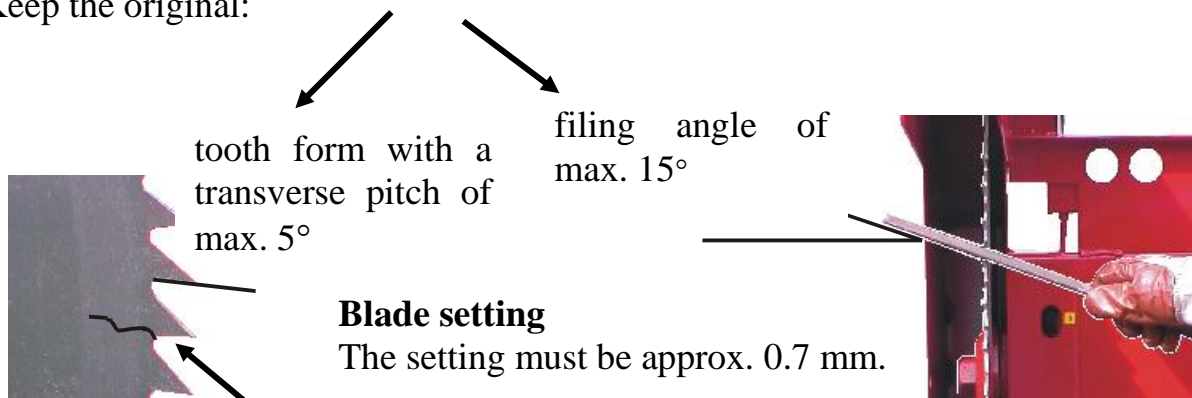 Keep the original:
tooth form with a
transverse pitch of
max. 5°
filing angle of
max. 15°
Blade setting
The setting must be approx. 0.7 mm.